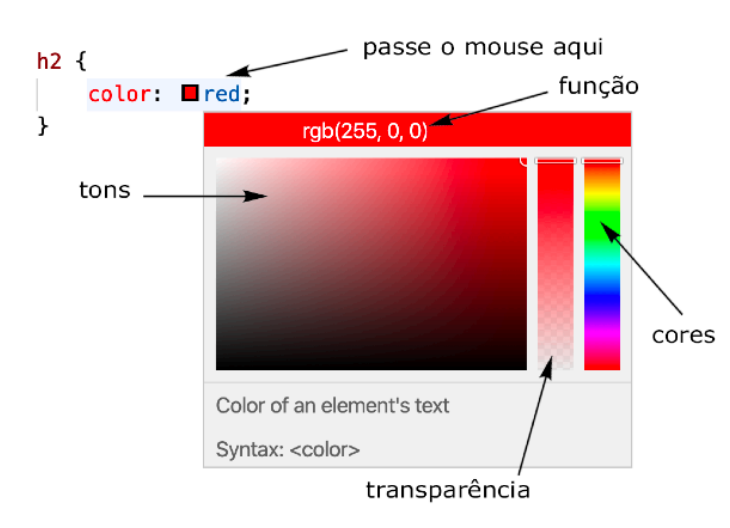 passe o mouse aqui
h2 {
color: red;
}
função
rgb(255, 0, 0)
tons
cores
Color of an element's text
Syntax: <color>
transparência